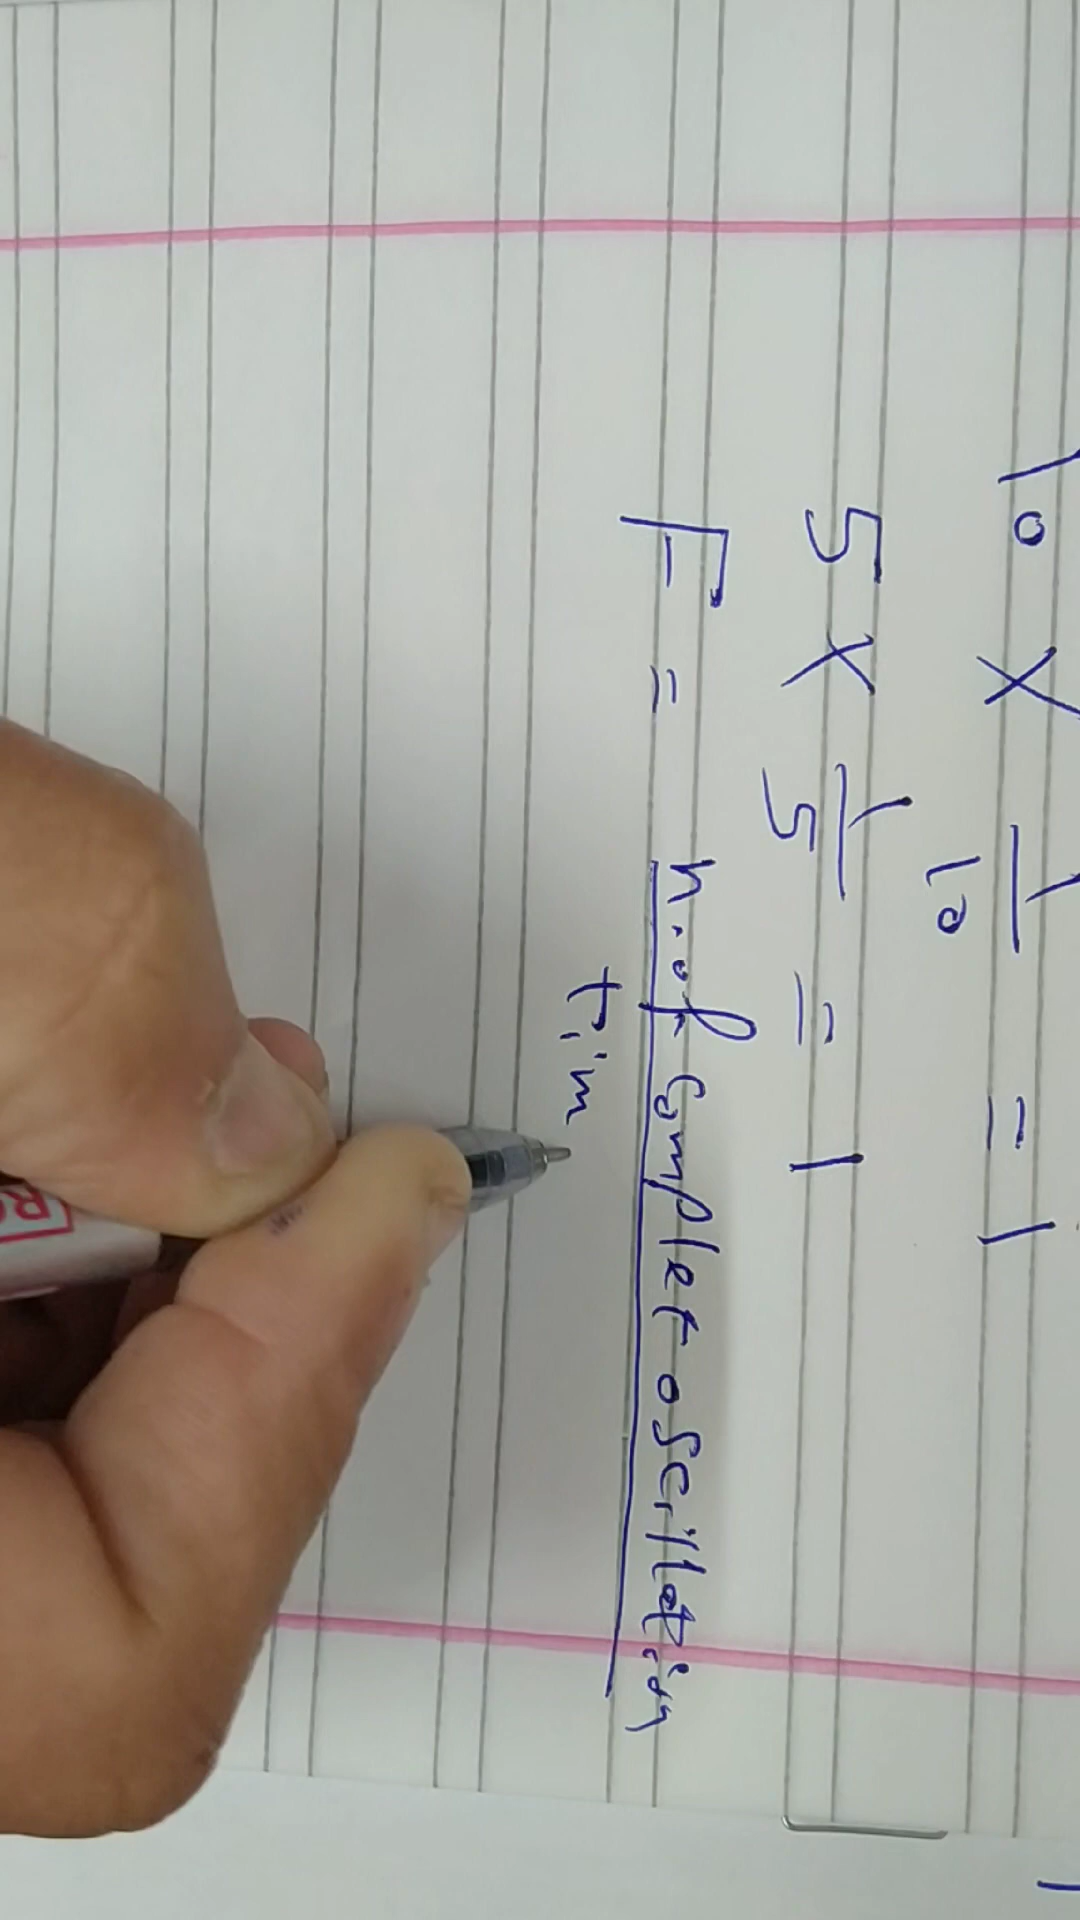 10 × 1/10 = 1
5 × 1/5 = 1
F = n. of complet oscillation
tim